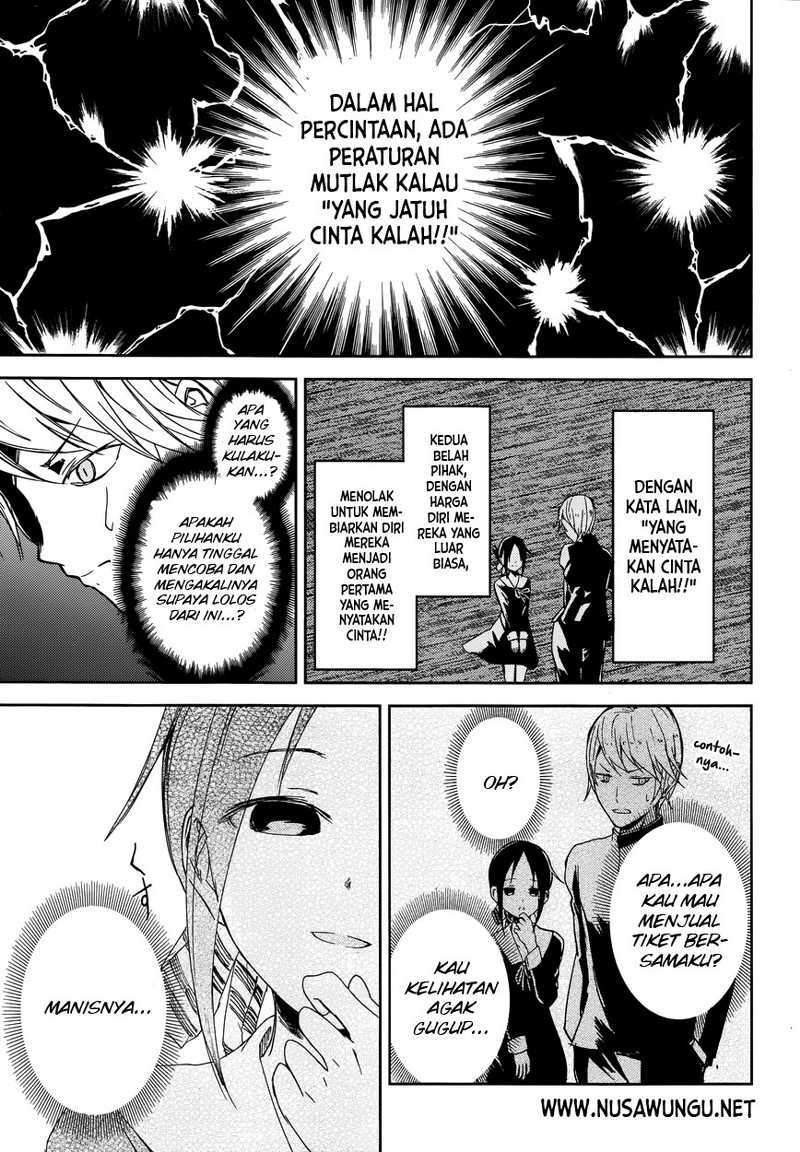 DALAM HAL
PERCINTAAN, ADA
PERATURAN
MUTLAK KALAU
"YANG JATUH
CINTA KALAH!!"
DENGAN
KATA LAIN,
"YANG
MENYATA-
KAN CINTA
KALAH!!"
KEDUA
BELAH
PIHAK,
DENGAN
HARGA
DIRI ME-
REKA YANG
LUAR
BIASA,
MENOLAK
UNTUK MEM-
BIARKAN DIRI
MEREKA
MENJADI
ORANG
PERTAMA
YANG ME-
NYATAKAN
CINTA!!
APA
YANG
HARUS
KULAKU-
KAN...?
APAKAH
PILIHANKU
HANYA TINGGAL
MENCOBA DAN
MENGAKALINYA
SUPAYA LOLOS
DARI INI...?
contoh-
nya...
APA...APA
KAU MAU
MENJUAL
TIKET BER-
SAMAKU?
OH?
KAU
KELIHATAN
AGAK
GUGUP...
くす
MANISNYA...
WWW.NUSAWUNGU.NET